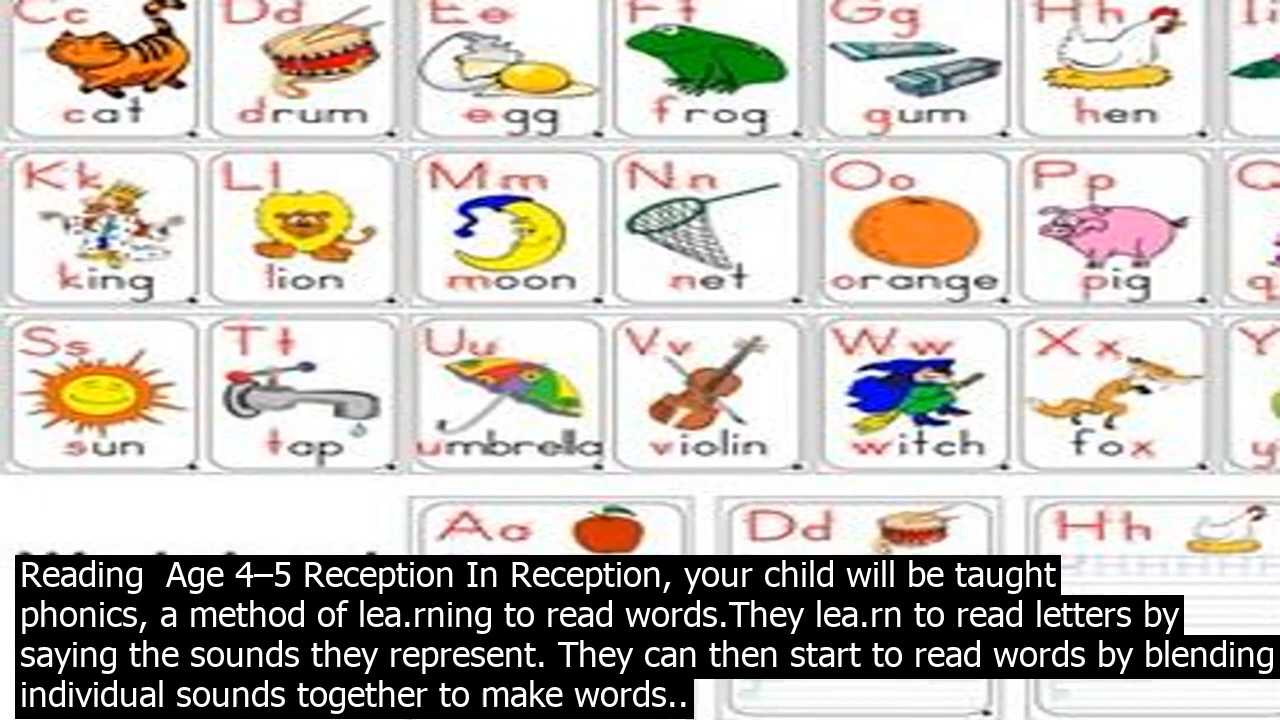 Cc Dd Ee Ff Gg Hh Ii
cat drum egg frog gum hen
Kk Ll Mm Nn Oo Pp Q
king lion moon net orange pig q
Ss Tt Uu Vv Ww Xx Y
sun tap umbrella violin witch fox y
Aa Dd Hh
Reading  Age 4–5 Reception In Reception, your child will be taught
phonics, a method of lea.rning to read words.They lea.rn to read letters by
saying the sounds they represent. They can then start to read words by blending
individual sounds together to make words..